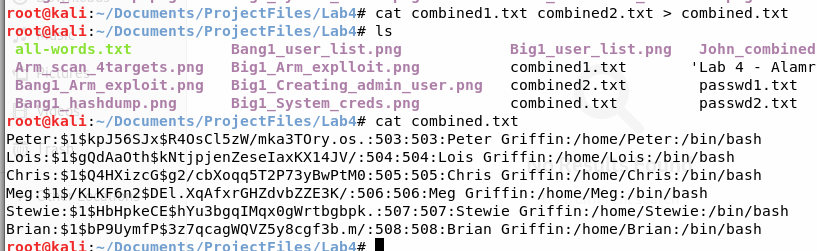 root@kali:~/Documents/ProjectFiles/Lab4# cat combined1.txt combined2.txt > combined.txt
root@kali:~/Documents/ProjectFiles/Lab4# ls
all-words.txt Bang1_user_list.png Big1_user_list.png John_combined
Arm_scan_4targets.png Big1_Arm_expllloit.png combined1.txt 'Lab 4 - Alamr
Bang1_Arm_exploit.png Big1_Creating_admin_user.png combined2.txt passwd1.txt
Bang1_hashdump.png Big1_System_creds.png combined.txt passwd2.txt
root@kali:~/Documents/ProjectFiles/Lab4# cat combined.txt
Peter:$1$kpJ56SJx$R4OsCl5zW/mka3TOry.os.:503:503:Peter Griffin:/home/Peter:/bin/bash
Lois:$1$gQdAaOth$kNtjpjenZeseIaxKX14JV/:504:504:Lois Griffin:/home/Lois:/bin/bash
Chris:$1$Q4HXizcG$g2/cbXoqq5T2P73yBwPtM0:505:505:Chris Griffin:/home/Chris:/bin/bash
Meg:$1$/KLKF6n2$DEl.XqAfxrGHZdvbZZE3K/:506:506:Meg Griffin:/home/Meg:/bin/bash
Stewie:$1$HbHpkeCE$hYu3bgqIMqx0gWrtbgbpk.:507:507:Stewie Griffin:/home/Stewie:/bin/bash
Brian:$1$bP9UymfP$3z7qcagWQVZ5y8cgf3b.m/:508:508:Brian Griffin:/home/Brian:/bin/bash
root@kali:~/Documents/ProjectFiles/Lab4#